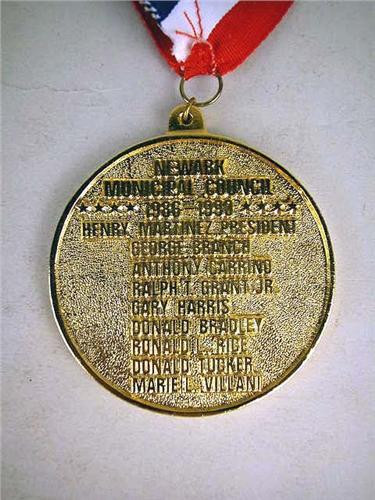 NEWARK
MUNICIPAL COUNCIL
★★★★ 1986-1990 ★★★★
HENRY MARTINEZ PRESIDENT
GEORGE BRANCH
ANTHONY CARRINO
RALPH T. GRANT JR
GARY HARRIS
DONALD BRADLEY
RONALD L. RICE
DONALD TUCKER
MARIE L. VILLANI